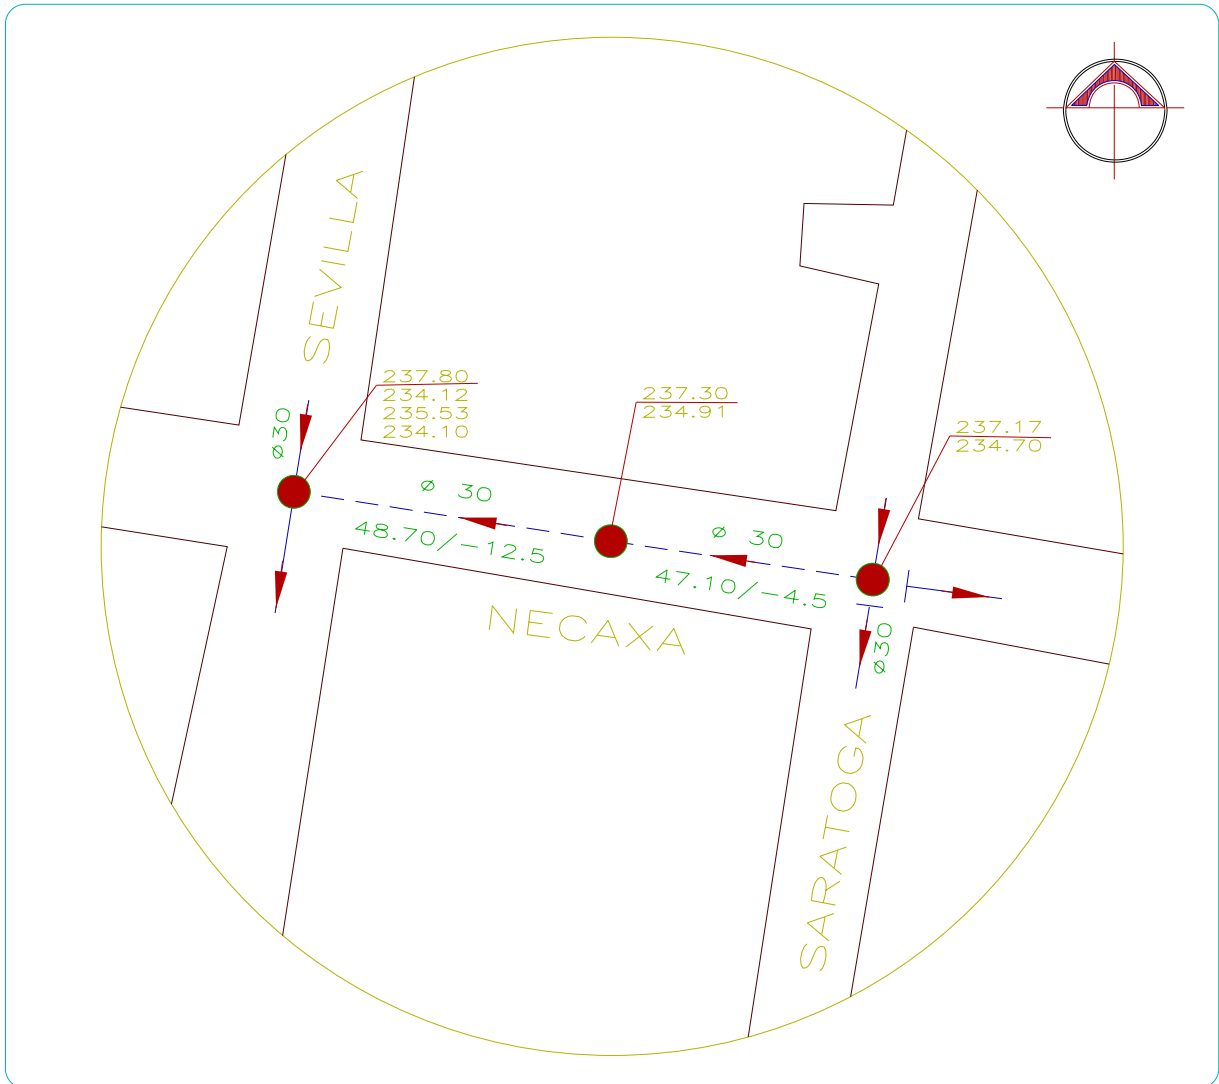 SEVILLA
237.80
234.12
235.53
234.10
237.30
234.91
237.17
234.70
ø30
ø 30
48.70/-12.5
ø 30
47.10/-4.5
NECAXA
ø30
SARATOGA